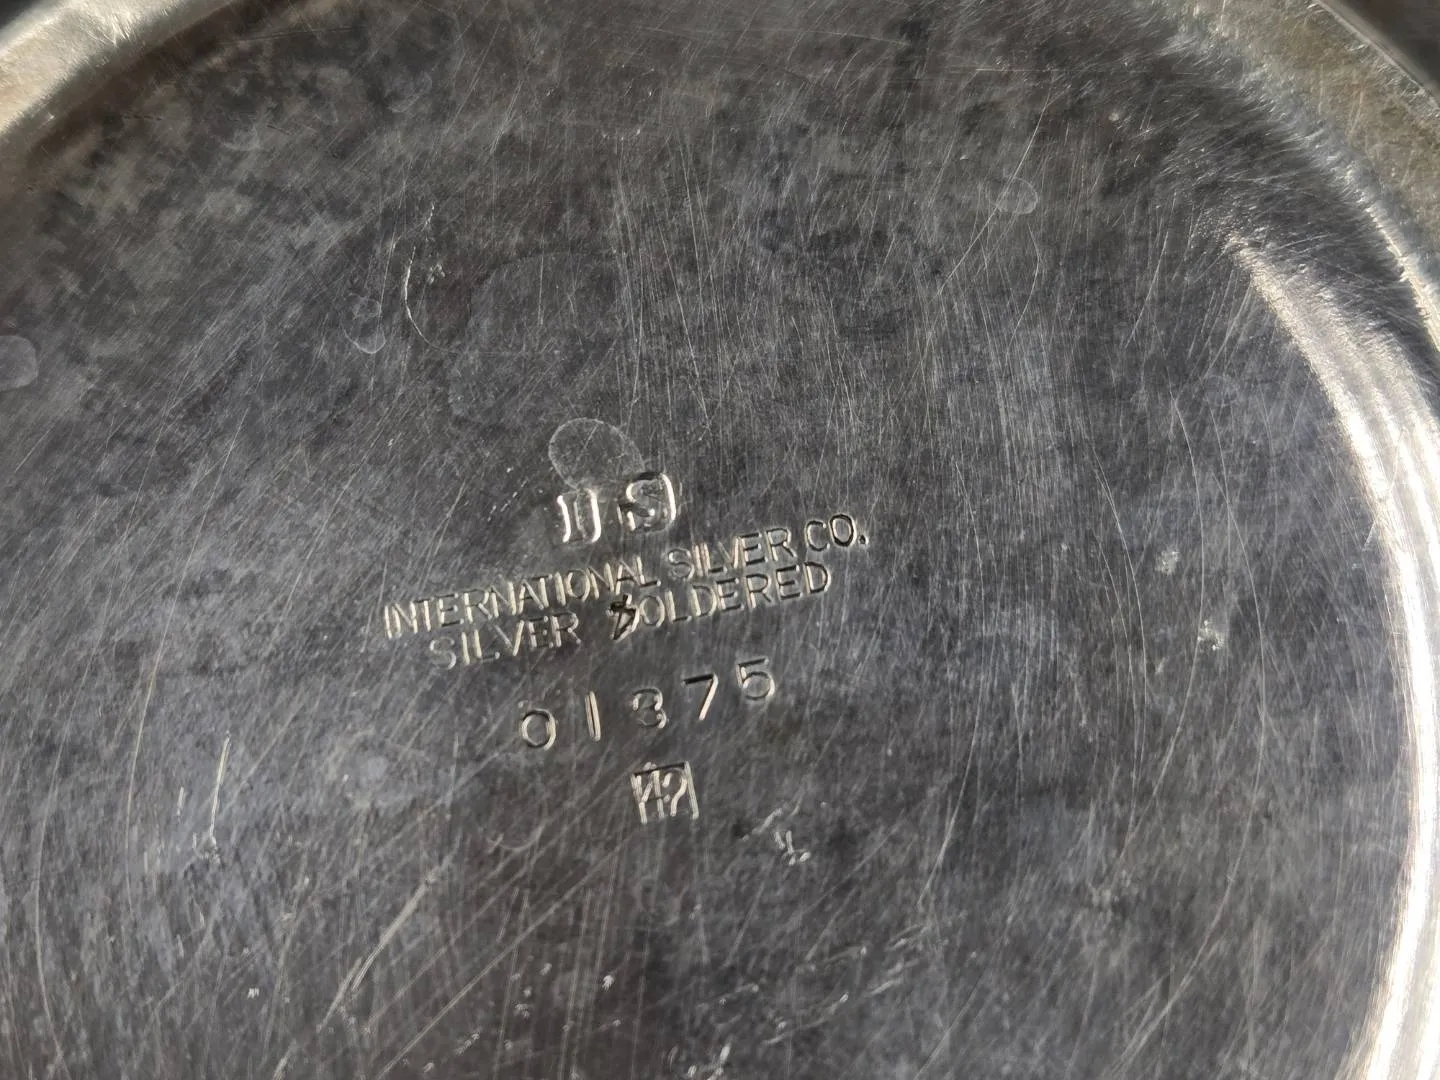 IS
INTERNATIONAL SILVER CO.
SILVER SOLDERED
01375